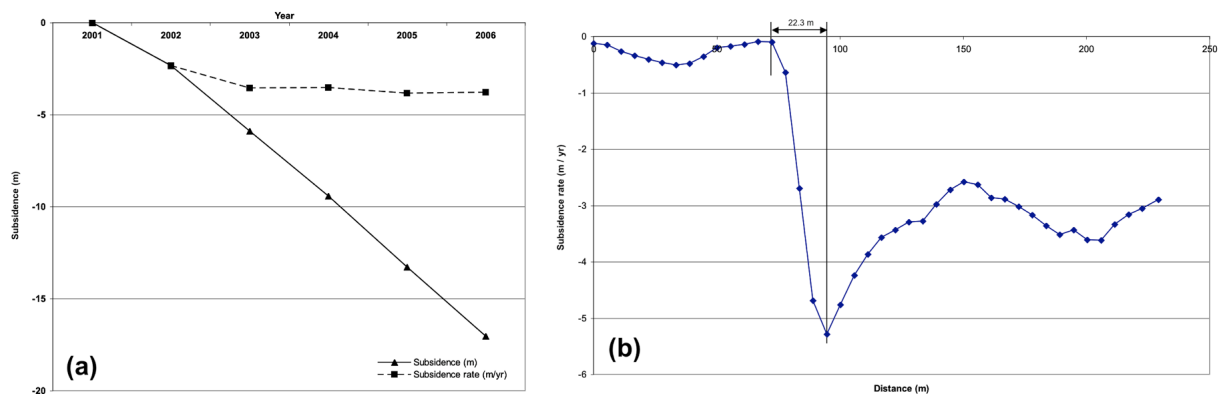 Year
0
2001 2002 2003 2004 2005 2006
-5
-10
-15
-20
Subsidence (m)
Subsidence (m)
Subsidence rate (m/yr)
(a)
22.3 m
0
0 50 100 150 200 250
-1
-2
-3
-4
-5
-6
Subsidence rate (m / yr)
Distance (m)
(b)